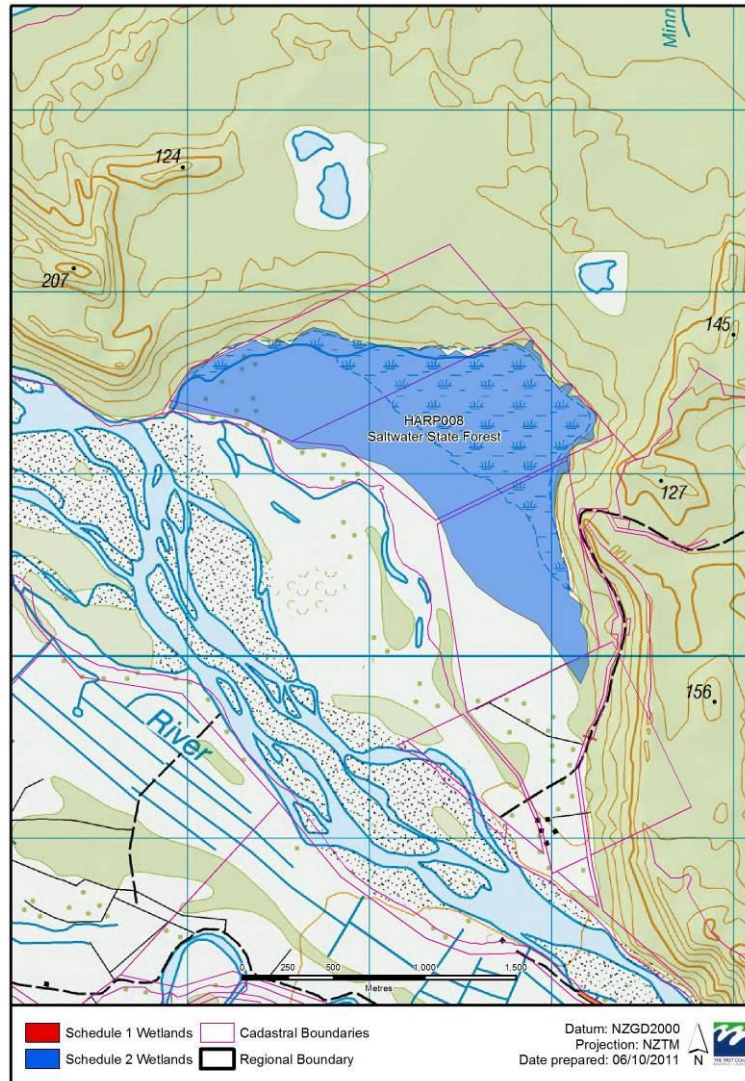 Minn
124
207
145
HARP008
Saltwater State Forest
127
156
River
0 250 500 1,000 1,500
Metres
Schedule 1 Wetlands
Cadastral Boundaries
Schedule 2 Wetlands
Regional Boundary
Datum: NZGD2000
Projection: NZTM
Date prepared: 06/10/2011
N